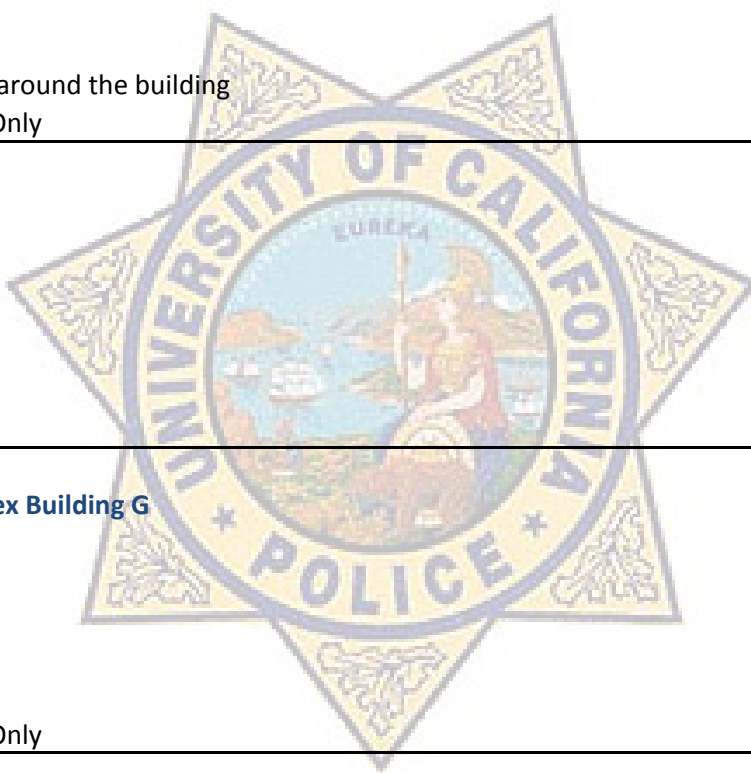 around the building
Only
UNIVERSITY OF CALIFORNIA
EUREKA
ex Building G
POLICE
Only